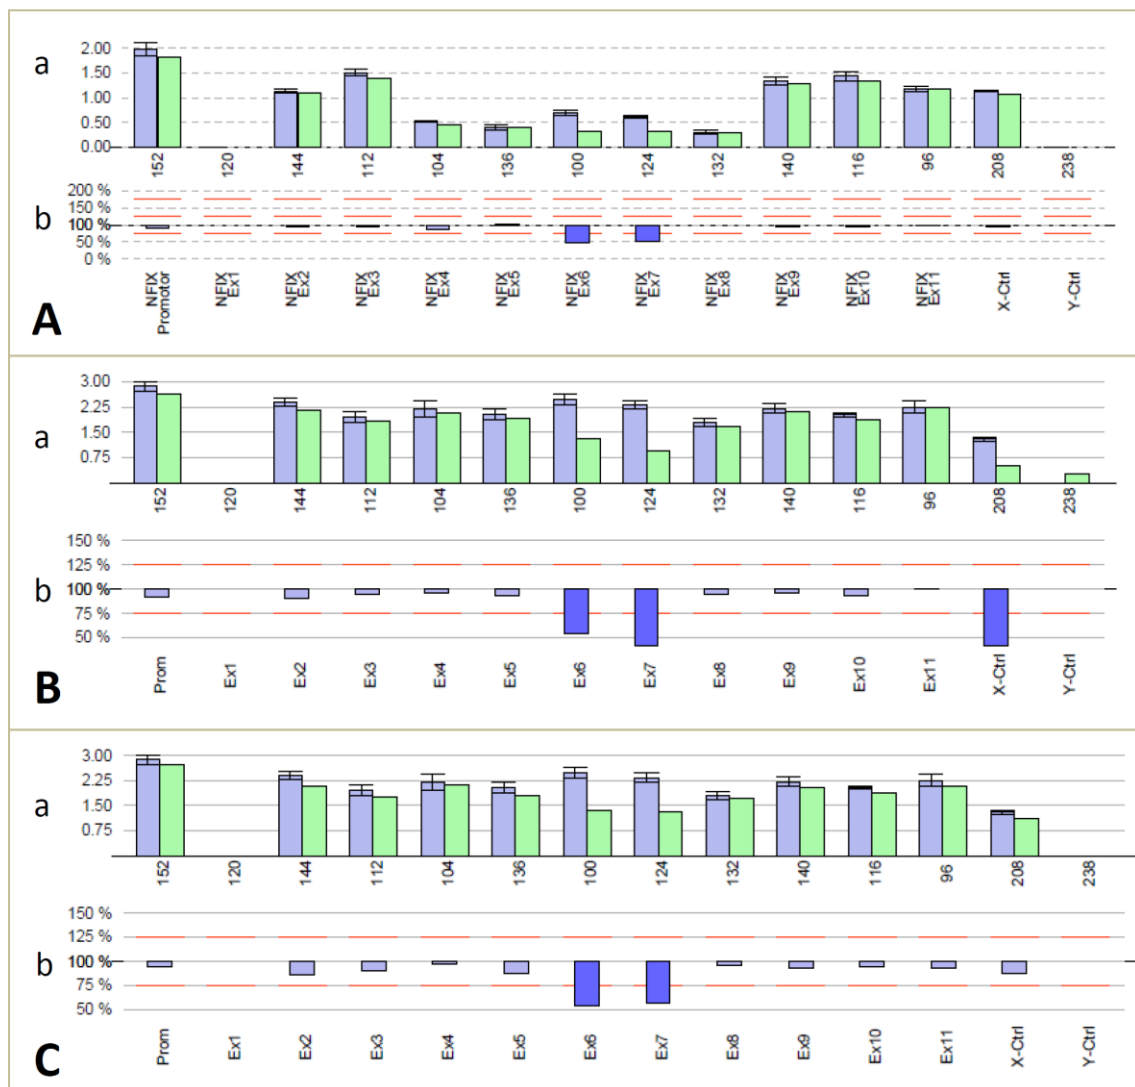 a
2.00
1.50
1.00
0.50
0.00
152 120 144 112 104 136 100 124 132 140 116 96 208 238
b
200 %
150 %
100 %
50 %
0 %
NFIX Promotor
NFIX Ex1
NFIX Ex2
NFIX Ex3
NFIX Ex4
NFIX Ex5
NFIX Ex6
NFIX Ex7
NFIX Ex8
NFIX Ex9
NFIX Ex10
NFIX Ex11
X-Ctrl
Y-Ctrl
A
a
3.00
2.25
1.50
0.75
152 120 144 112 104 136 100 124 132 140 116 96 208 238
b
150 %
125 %
100 %
75 %
50 %
Prom Ex1 Ex2 Ex3 Ex4 Ex5 Ex6 Ex7 Ex8 Ex9 Ex10 Ex11 X-Ctrl Y-Ctrl
B
a
3.00
2.25
1.50
0.75
152 120 144 112 104 136 100 124 132 140 116 96 208 238
b
150 %
125 %
100 %
75 %
50 %
Prom Ex1 Ex2 Ex3 Ex4 Ex5 Ex6 Ex7 Ex8 Ex9 Ex10 Ex11 X-Ctrl Y-Ctrl
C